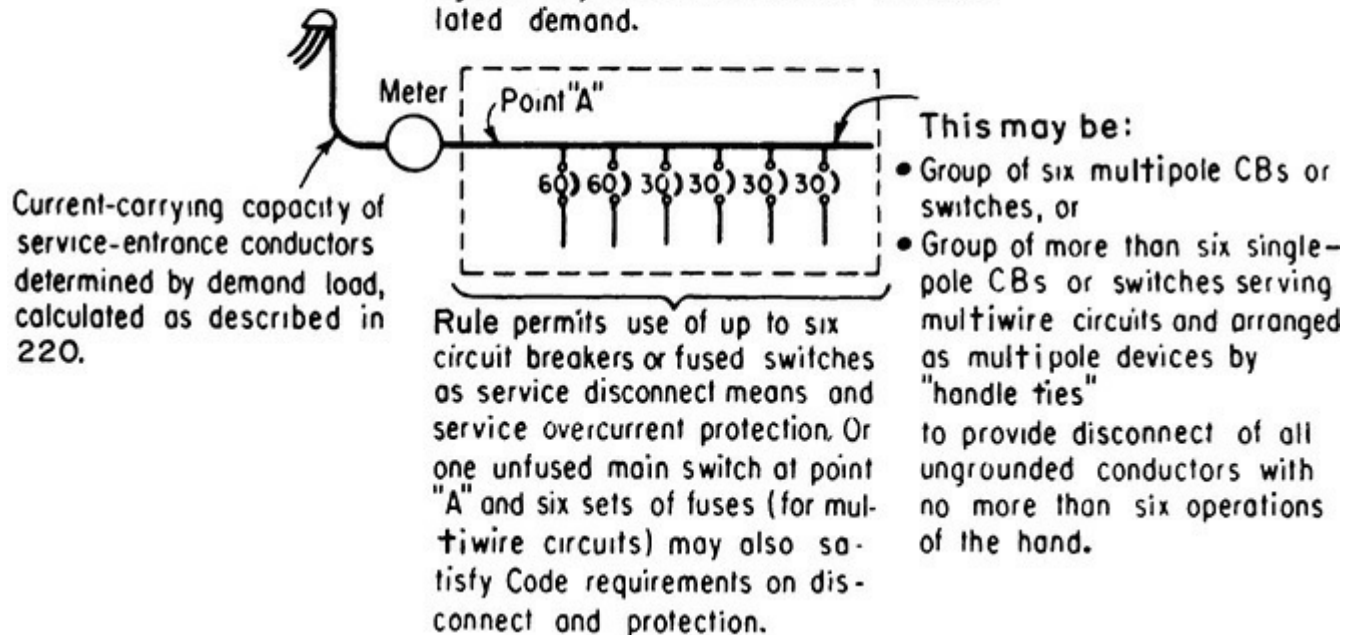 lated demand.
Meter
Point "A"
60) 60) 30) 30) 30) 30)
Current-carrying capacity of
service-entrance conductors
determined by demand load,
calculated as described in
220.
Rule permits use of up to six
circuit breakers or fused switches
as service disconnect means and
service overcurrent protection. Or
one unfused main switch at point
"A" and six sets of fuses (for mul-
tiwire circuits) may also sa-
tisfy Code requirements on dis-
connect and protection.
This may be:
• Group of six multipole CBs or
switches, or
• Group of more than six single-
pole CBs or switches serving
multiwire circuits and arranged
as multipole devices by
"handle ties"
to provide disconnect of all
ungrounded conductors with
no more than six operations
of the hand.